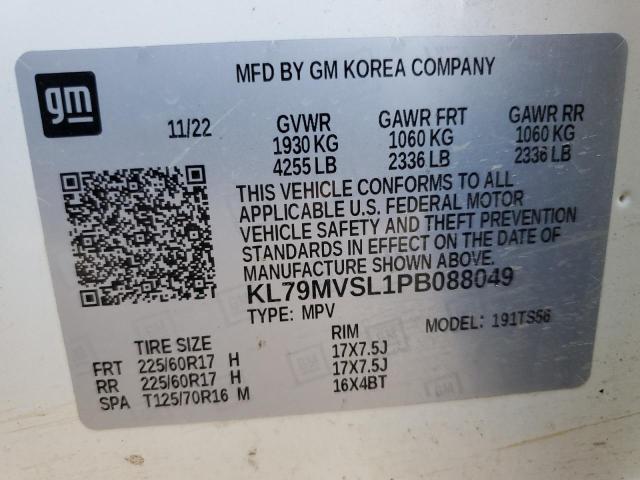 gm
MFD BY GM KOREA COMPANY
11/22 GVWR GAWR FRT GAWR RR
1930 KG 1060 KG 1060 KG
4255 LB 2336 LB 2336 LB
THIS VEHICLE CONFORMS TO ALL
APPLICABLE U.S. FEDERAL MOTOR
VEHICLE SAFETY AND THEFT PREVENTION
STANDARDS IN EFFECT ON THE DATE OF
MANUFACTURE SHOWN ABOVE.
KL79MVSL1PB088049
TYPE: MPV MODEL: 191TS56
TIRE SIZE RIM
FRT 225/60R17 H 17X7.5J
RR 225/60R17 H 17X7.5J
SPA T125/70R16 M 16X4BT